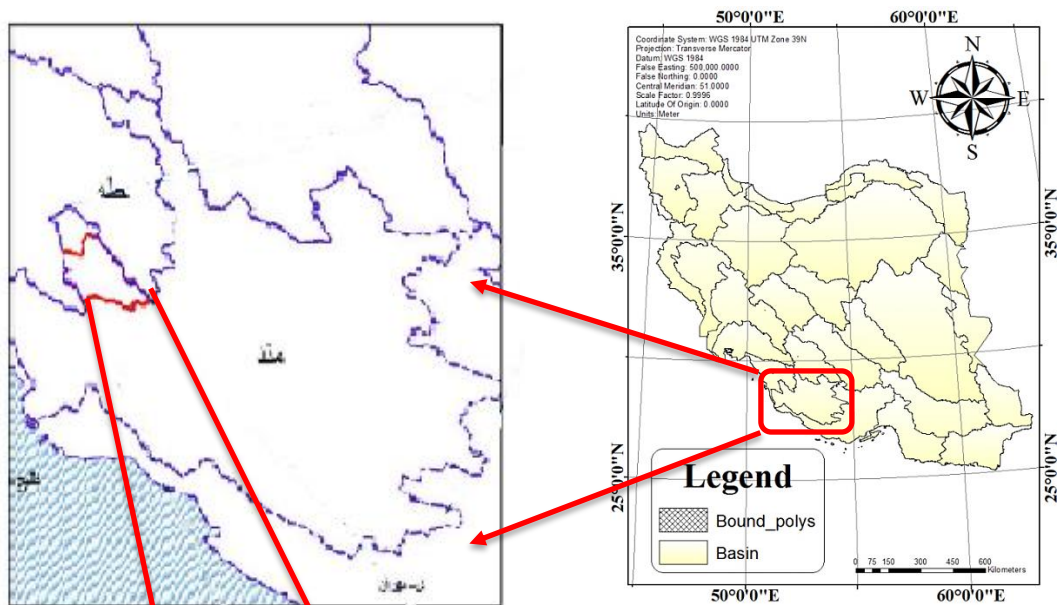 حله
مند
50°0'0"E
60°0'0"E
Coordinate System: WGS 1984 UTM Zone 39N
Projection: Transverse Mercator
Datum: WGS 1984
False Easting: 500,000.0000
False Northing: 0.0000
Central Meridian: 51.0000
Scale Factor: 0.9996
Latitude Of Origin: 0.0000
Units: Meter
N
W
E
S
35°0'0"N
35°0'0"N
25°0'0"N
25°0'0"N
Legend
Bound_polys
Basin
0 75 150 300 450 600
Kilometers
50°0'0"E
60°0'0"E